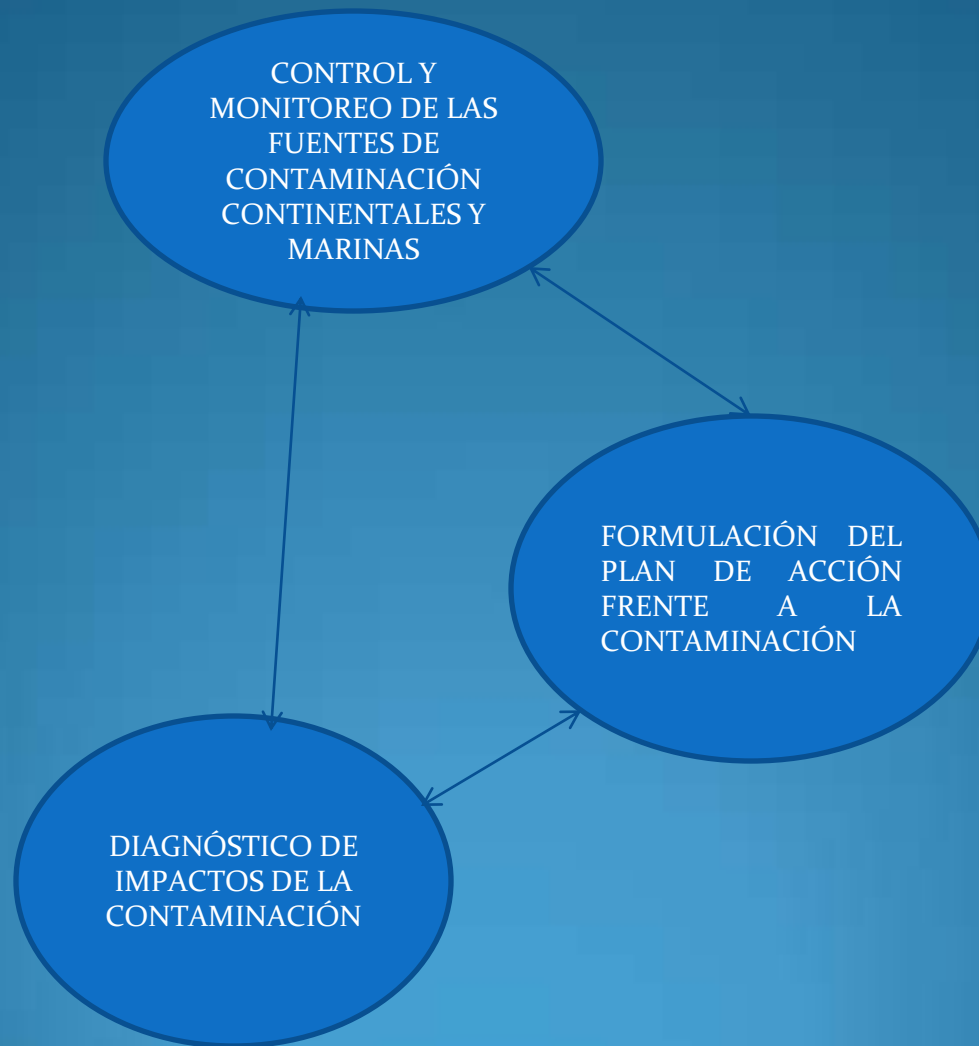 CONTROL Y
MONITOREO DE LAS
FUENTES DE
CONTAMINACIÓN
CONTINENTALES Y
MARINAS
FORMULACIÓN DEL
PLAN DE ACCIÓN
FRENTE A LA
CONTAMINACIÓN
DIAGNÓSTICO DE
IMPACTOS DE LA
CONTAMINACIÓN